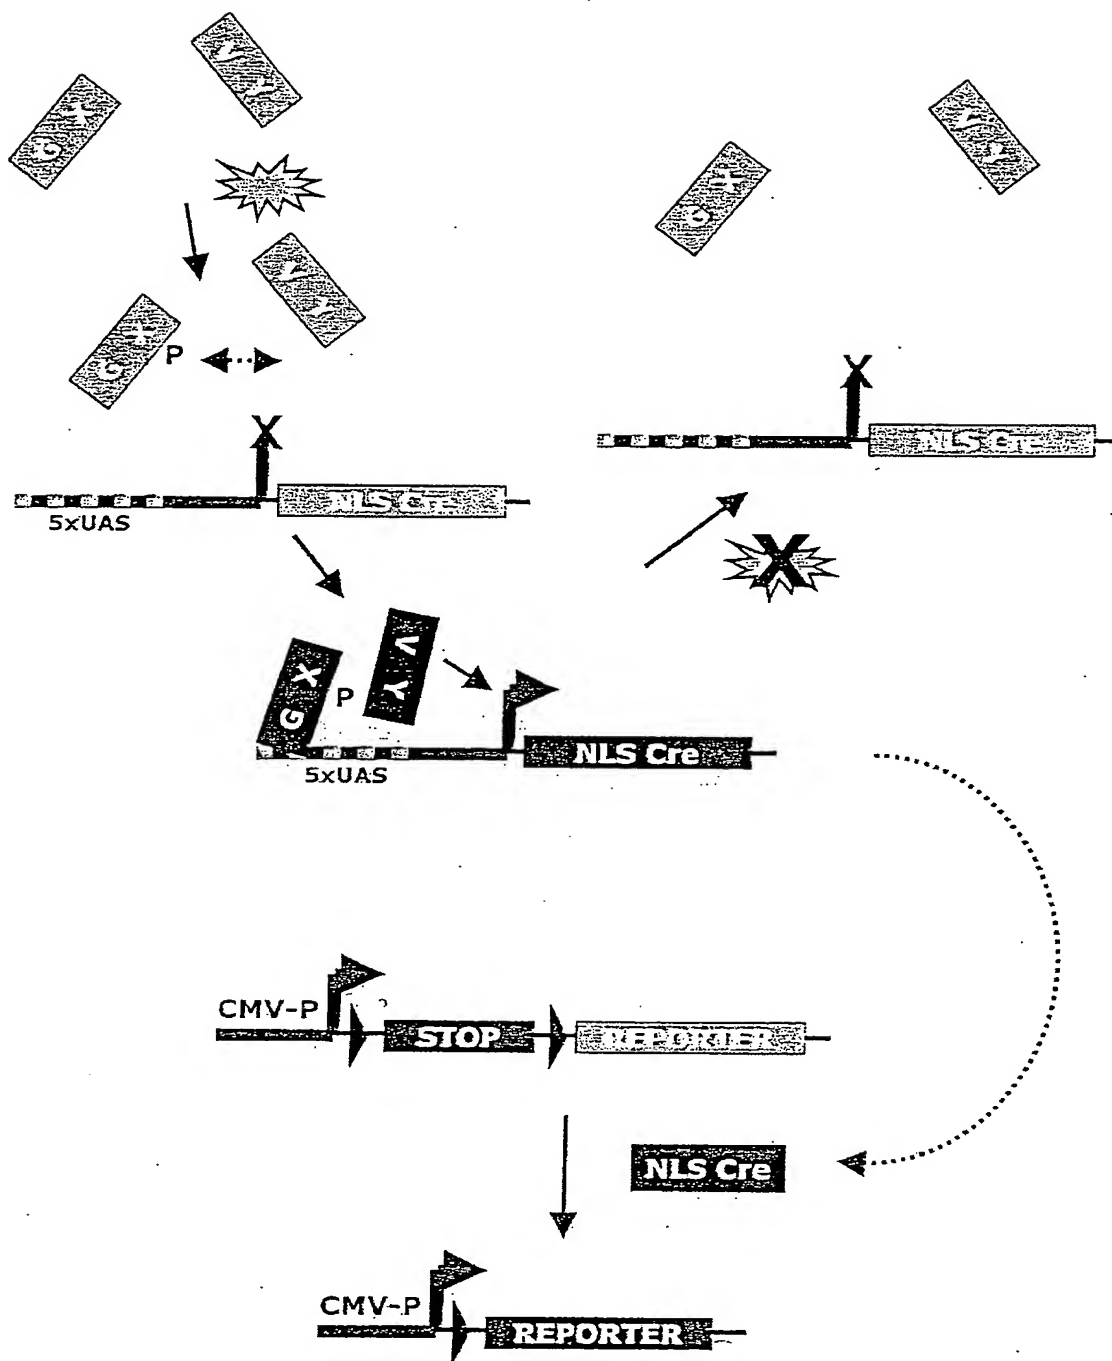 V Y
G X
V Y
G X
V Y
G X
P
X
NLS Cre
5xUAS
V Y
G X
X
NLS Cre
X
G X
P
V Y
NLS Cre
5xUAS
CMV-P
STOP
REPORTER
NLS Cre
CMV-P
REPORTER